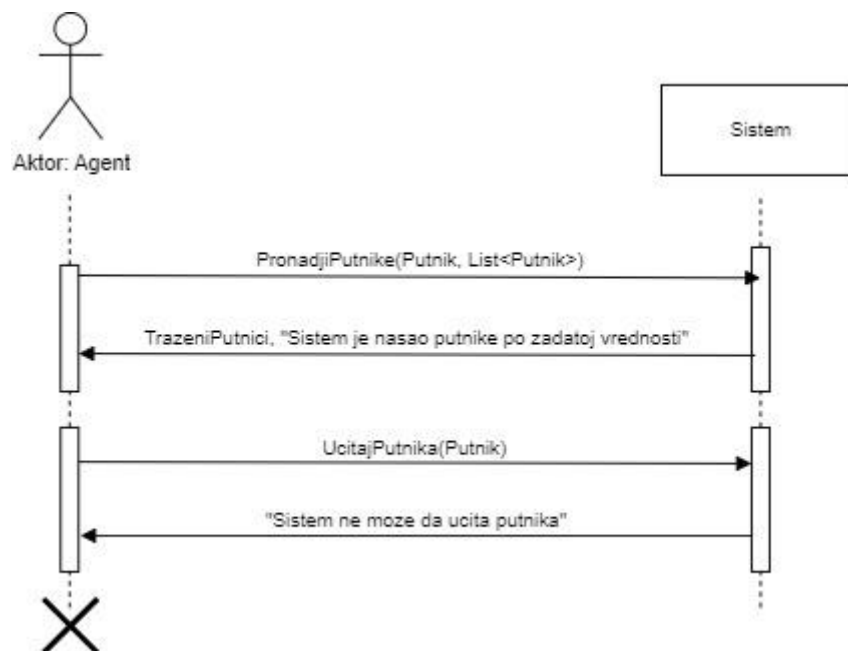 Sistem
Aktor: Agent
PronadjiPutnike(Putnik, List<Putnik>)
TrazeniPutnici, "Sistem je nasao putnike po zadatoj vrednosti"
UcitajPutnika(Putnik)
"Sistem ne moze da ucita putnika"